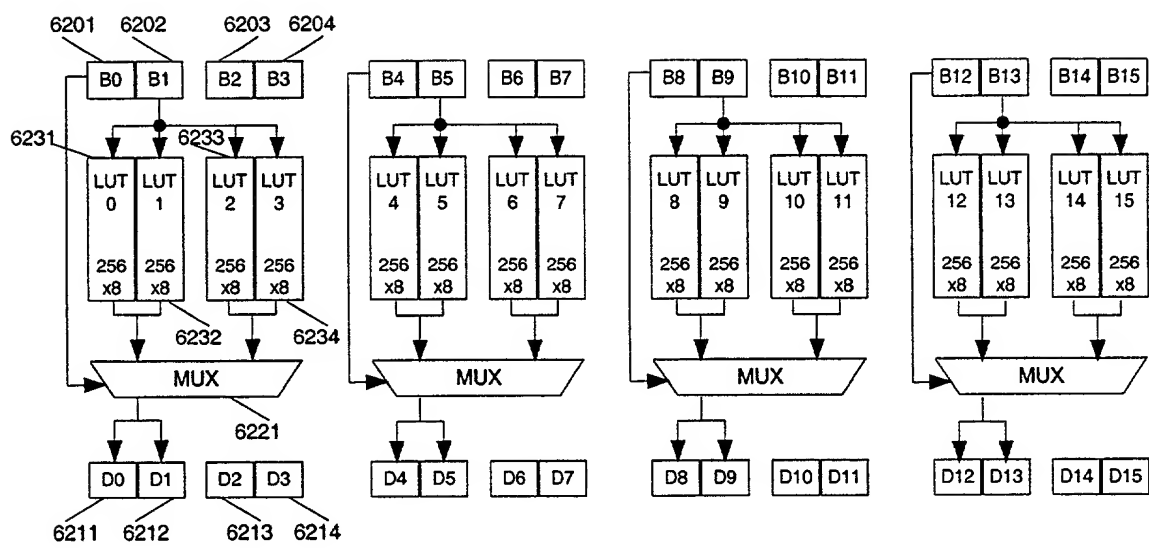 6201 6202 6203 6204
B0 B1 B2 B3 B4 B5 B6 B7 B8 B9 B10 B11 B12 B13 B14 B15
6231 6233
LUT LUT LUT LUT LUT LUT LUT LUT LUT LUT LUT LUT LUT LUT LUT LUT
0 1 2 3 4 5 6 7 8 9 10 11 12 13 14 15
256 256 256 256 256 256 256 256 256 256 256 256 256 256 256 256
x8 x8 x8 x8 x8 x8 x8 x8 x8 x8 x8 x8 x8 x8 x8 x8
6232 6234
MUX MUX MUX MUX
6221
D0 D1 D2 D3 D4 D5 D6 D7 D8 D9 D10 D11 D12 D13 D14 D15
6211 6212 6213 6214